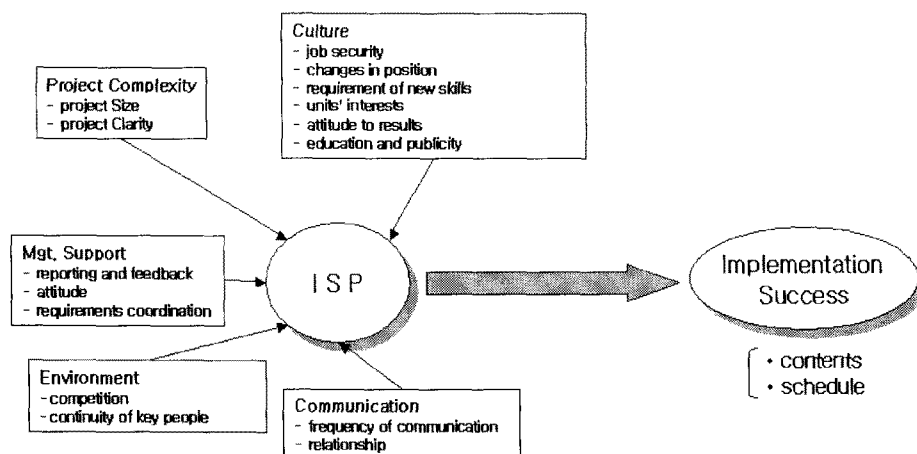 Culture
- job security
- changes in position
- requirement of new skills
- units' interests
- attitude to results
- education and publicity
Project Complexity
- project Size
- project Clarity
Mgt, Support
- reporting and feedback
- attitude
- requirements coordination
I S P
Implementation
Success
• contents
• schedule
Environment
- competition
- continuity of key people
Communication
- frequency of communication
- relationship